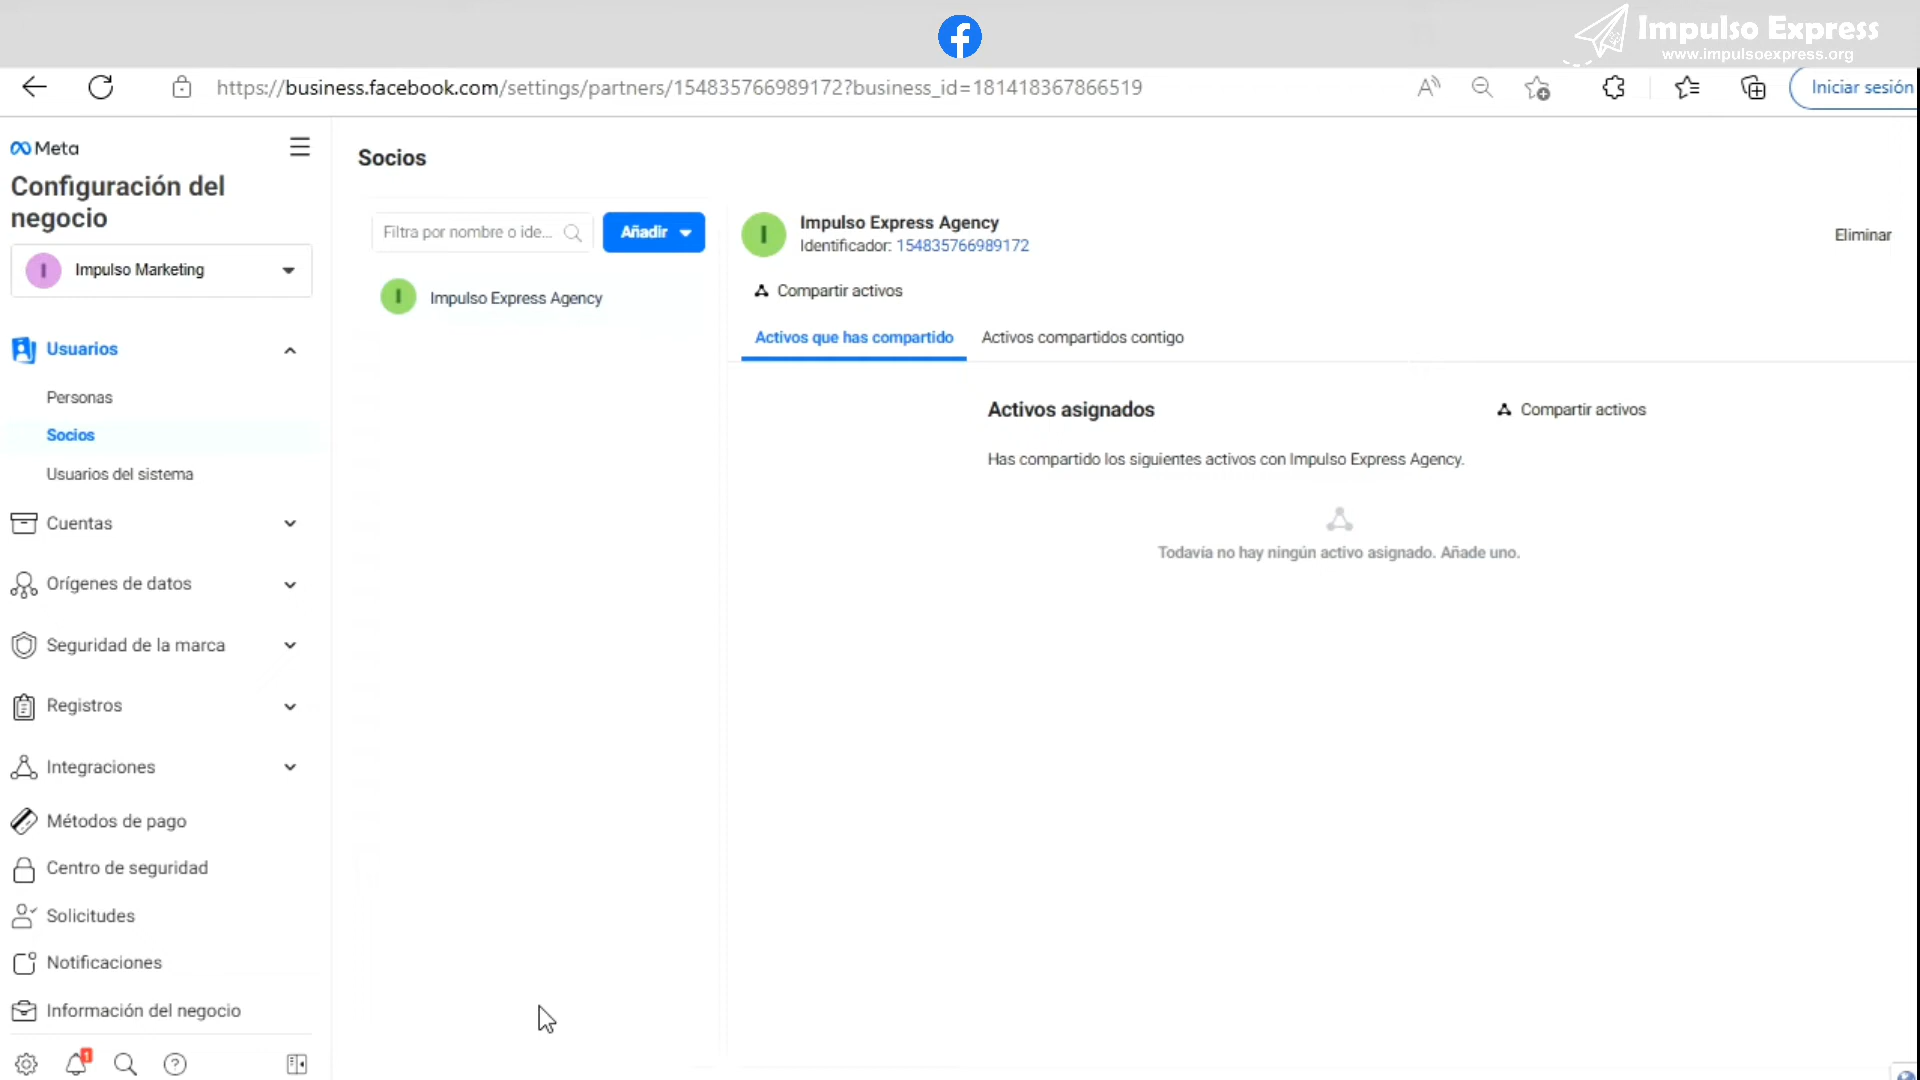 Impulso Express
www.impulsoexpress.org
https://business.facebook.com/settings/partners/154835766989172?business_id=181418367866519
Iniciar sesión
Meta
Configuración del
negocio
I
Impulso Marketing
Usuarios
Personas
Socios
Usuarios del sistema
Cuentas
Orígenes de datos
Seguridad de la marca
Registros
Integraciones
Métodos de pago
Centro de seguridad
Solicitudes
Notificaciones
Información del negocio
1
Socios
Filtra por nombre o ide...
Añadir
I
Impulso Express Agency
I
Impulso Express Agency
Identificador: 154835766989172
Eliminar
Compartir activos
Activos que has compartido
Activos compartidos contigo
Activos asignados
Compartir activos
Has compartido los siguientes activos con Impulso Express Agency.
Todavía no hay ningún activo asignado. Añade uno.